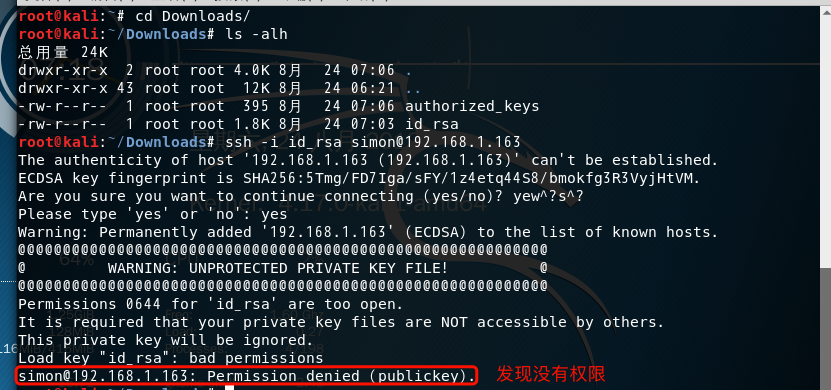 root@kali:~# cd Downloads/
root@kali:~/Downloads# ls -alh
总用量 24K
drwxr-xr-x  2 root root 4.0K 8月  24 07:06 .
drwxr-xr-x 43 root root  12K 8月  24 06:21 ..
-rw-r--r--  1 root root  395 8月  24 07:06 authorized_keys
-rw-r--r--  1 root root 1.8K 8月  24 07:03 id_rsa
root@kali:~/Downloads# ssh -i id_rsa simon@192.168.1.163
The authenticity of host '192.168.1.163 (192.168.1.163)' can't be established.
ECDSA key fingerprint is SHA256:5Tmg/FD7Iga/sFY/1z4etq44S8/bmokfg3R3VyjHtVM.
Are you sure you want to continue connecting (yes/no)? yew^?s^?
Please type 'yes' or 'no': yes
Warning: Permanently added '192.168.1.163' (ECDSA) to the list of known hosts.
@@@@@@@@@@@@@@@@@@@@@@@@@@@@@@@@@@@@@@@@@@@@@@@@@@@@@@@@@@@
@         WARNING: UNPROTECTED PRIVATE KEY FILE!          @
@@@@@@@@@@@@@@@@@@@@@@@@@@@@@@@@@@@@@@@@@@@@@@@@@@@@@@@@@@@
Permissions 0644 for 'id_rsa' are too open.
It is required that your private key files are NOT accessible by others.
This private key will be ignored.
Load key "id_rsa": bad permissions
simon@192.168.1.163: Permission denied (publickey). 发现没有权限